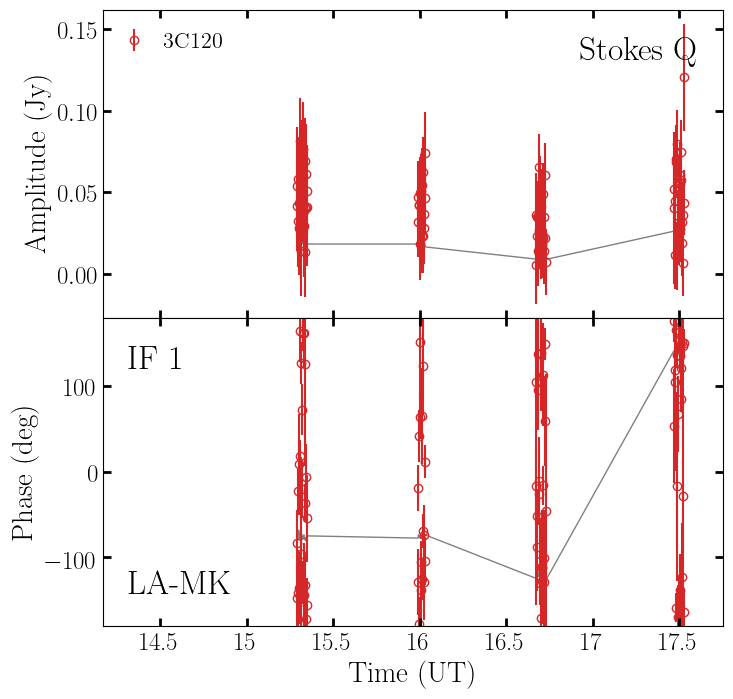 3C120
Stokes Q
0.15
0.10
0.05
0.00
Amplitude (Jy)
IF 1
100
0
−100
Phase (deg)
LA-MK
14.5 15 15.5 16 16.5 17 17.5
Time (UT)